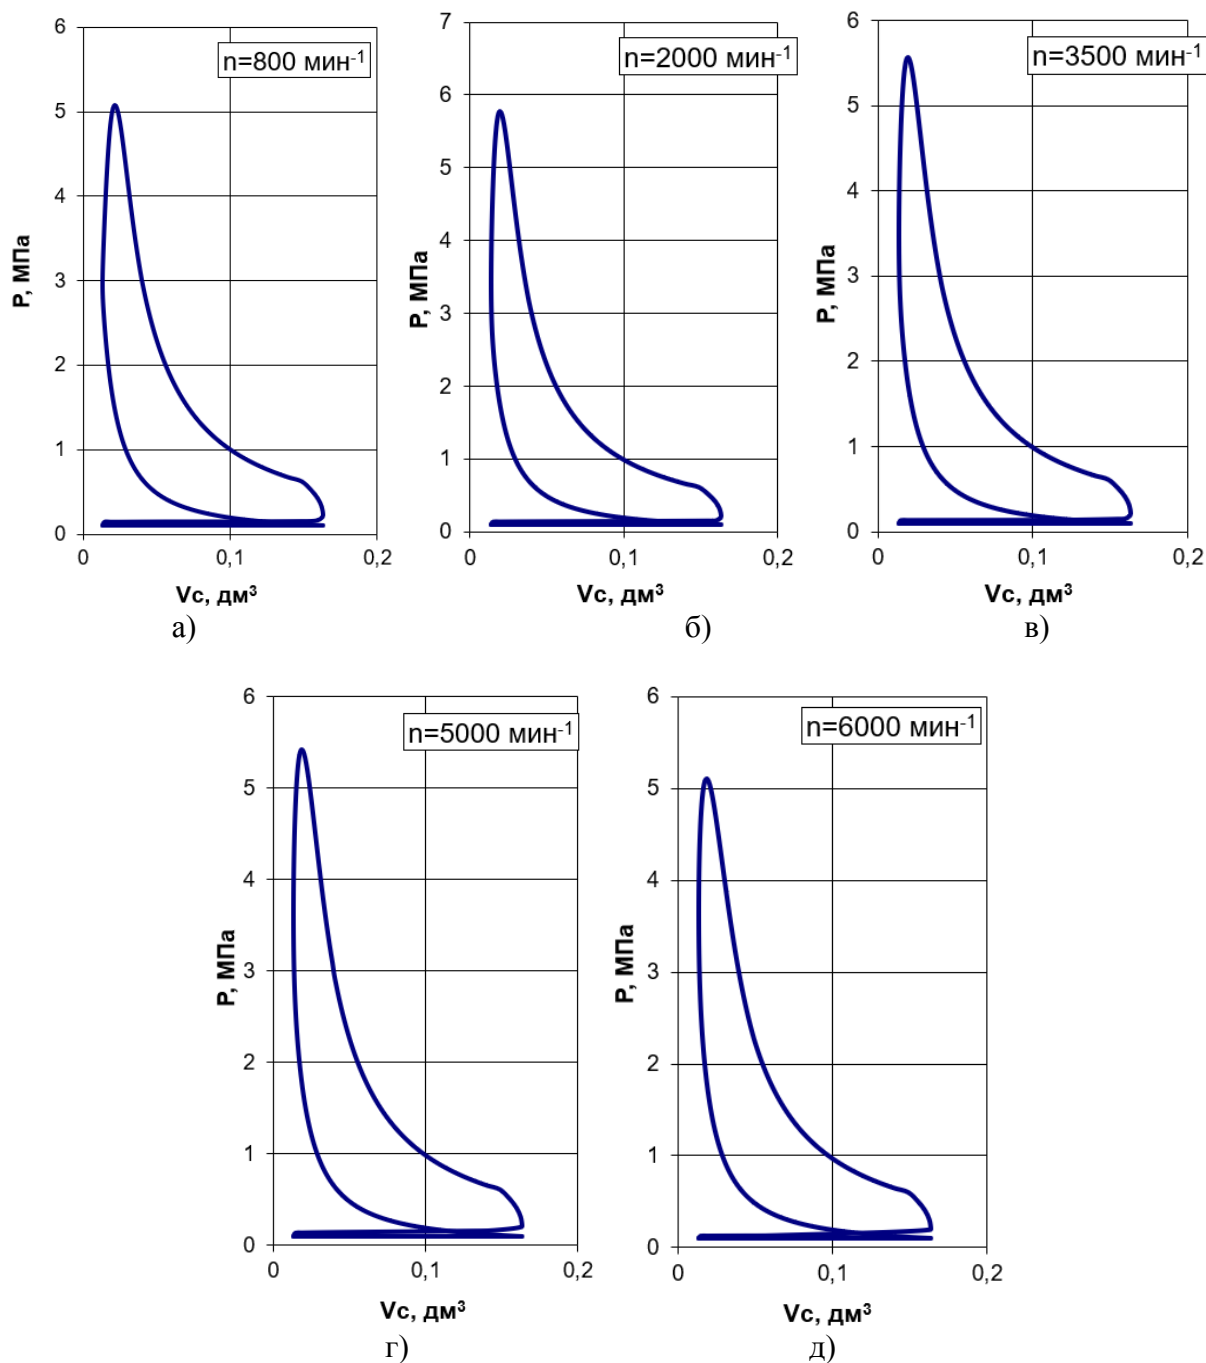 6
5
4
3
2
1
0
P, МПа
n=800 мин-1
0
0,1
0,2
Vc, дм³
а)
7
6
5
4
3
2
1
0
P, МПа
n=2000 мин-1
0
0,1
0,2
Vc, дм³
б)
6
5
4
3
2
1
0
P, МПа
n=3500 мин-1
0
0,1
0,2
Vc, дм³
в)
6
5
4
3
2
1
0
P, МПа
n=5000 мин-1
0
0,1
0,2
Vc, дм³
г)
6
5
4
3
2
1
0
P, МПа
n=6000 мин-1
0
0,1
0,2
Vc, дм³
д)